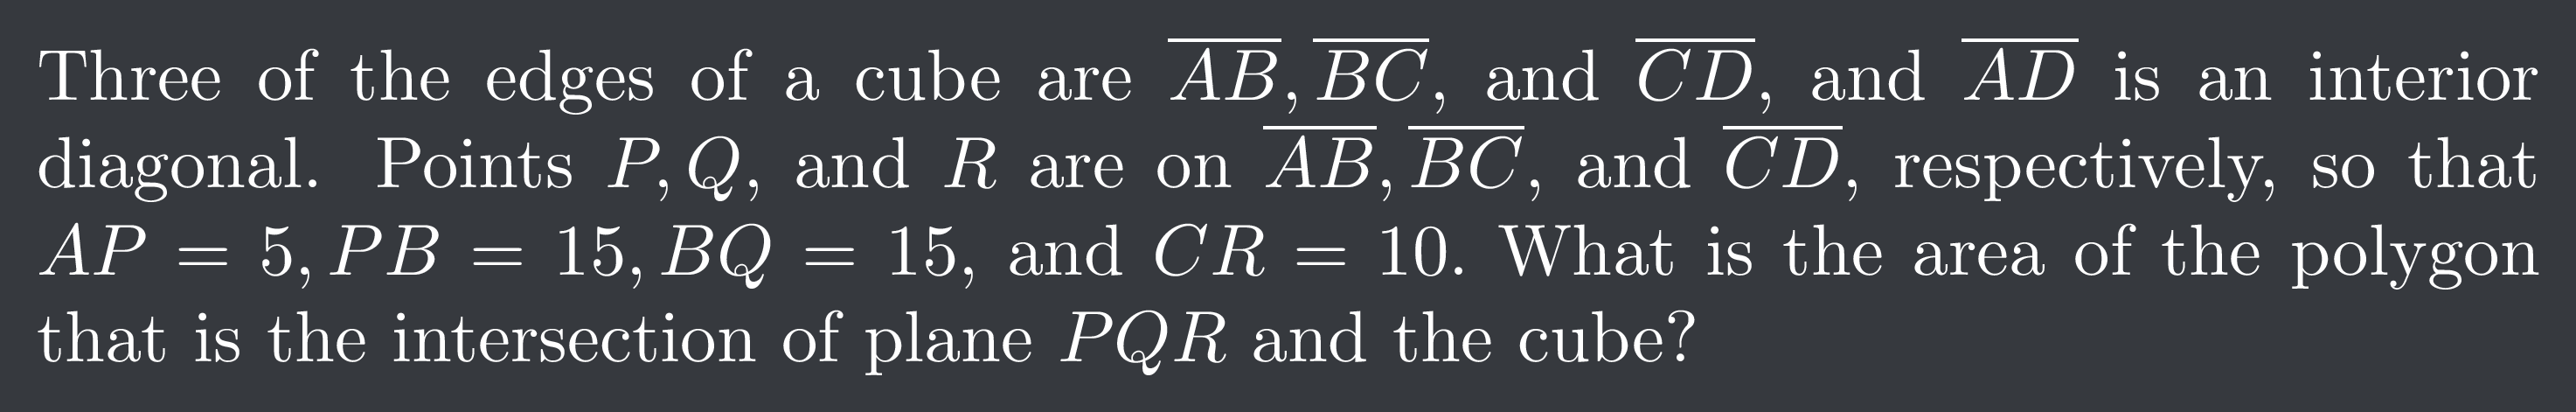 Three of the edges of a cube are $\overline{AB}, \overline{BC},$ and $\overline{CD},$ and $\overline{AD}$ is an interior
diagonal. Points $P, Q,$ and $R$ are on $\overline{AB}, \overline{BC},$ and $\overline{CD},$ respectively, so that
$AP = 5, PB = 15, BQ = 15,$ and $CR = 10.$ What is the area of the polygon
that is the intersection of plane $PQR$ and the cube?